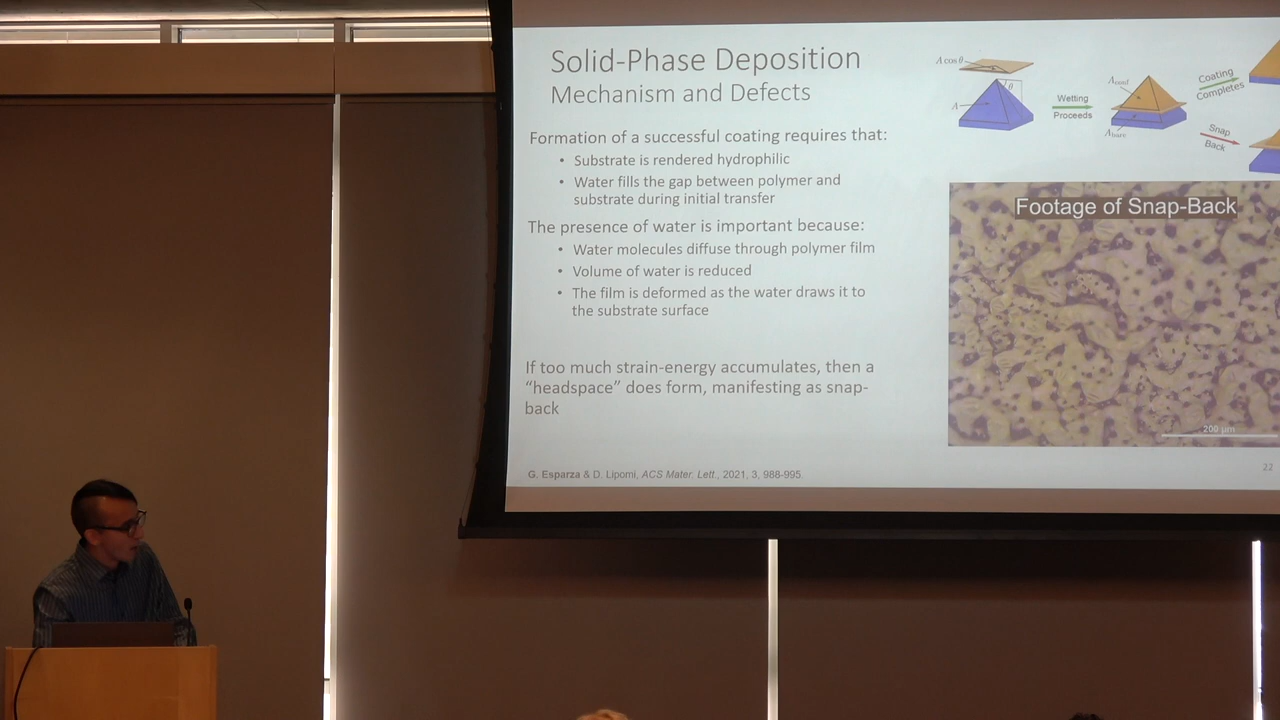 Solid-Phase Deposition
Mechanism and Defects
Formation of a successful coating requires that:
• Substrate is rendered hydrophilic
• Water fills the gap between polymer and
substrate during initial transfer
The presence of water is important because:
• Water molecules diffuse through polymer film
• Volume of water is reduced
• The film is deformed as the water draws it to
the substrate surface
If too much strain-energy accumulates, then a
“headspace” does form, manifesting as snap-
back
G. Esparza & D. Lipomi, ACS Mater. Lett., 2021, 3, 988-995.
A cos θ
θ
A
Wetting
Proceeds
A
A
Coating
Completes
Snap
Back
Footage of Snap-Back
200 μm
22